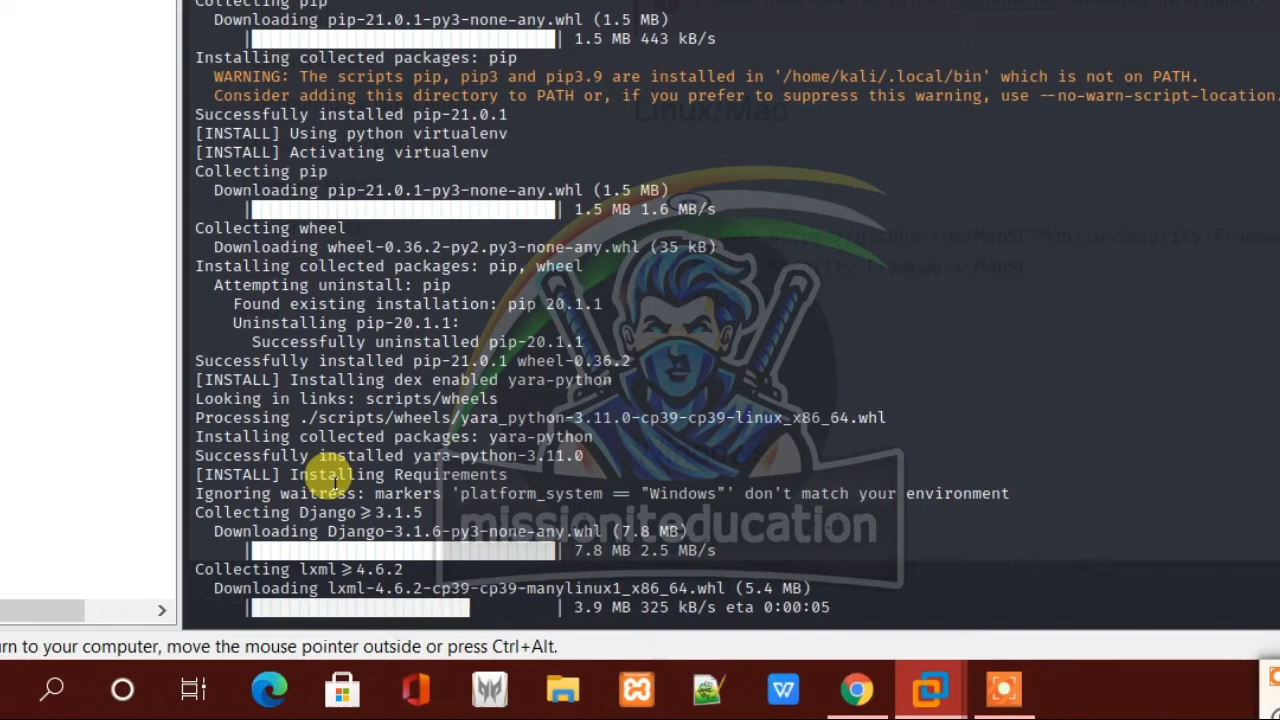 Collecting pip
Downloading pip-21.0.1-py3-none-any.whl (1.5 MB)
| | 1.5 MB 443 kB/s
Installing collected packages: pip
WARNING: The scripts pip, pip3 and pip3.9 are installed in '/home/kali/.local/bin' which is not on PATH.
Consider adding this directory to PATH or, if you prefer to suppress this warning, use --no-warn-script-location.
Linux/Mac
Successfully installed pip-21.0.1
[INSTALL] Using python virtualenv
[INSTALL] Activating virtualenv
Collecting pip
Downloading pip-21.0.1-py3-none-any.whl (1.5 MB)
| | 1.5 MB 1.6 MB/s
Collecting wheel
Downloading wheel-0.36.2-py2.py3-none-any.whl (35 kB)
Installing collected packages: pip, wheel
Attempting uninstall: pip
Found existing installation: pip 20.1.1
Uninstalling pip-20.1.1:
Successfully uninstalled pip-20.1.1
Successfully installed pip-21.0.1 wheel-0.36.2
[INSTALL] Installing dex enabled yara-python
Looking in links: scripts/wheels
Processing ./scripts/wheels/yara_python-3.11.0-cp39-cp39-linux_x86_64.whl
Installing collected packages: yara-python
Successfully installed yara-python-3.11.0
[INSTALL] Installing Requirements
Ignoring waitress: markers 'platform_system == "Windows"' don't match your environment
Collecting Django≥3.1.5
missioniteducation
Downloading Django-3.1.6-py3-none-any.whl (7.8 MB)
| | 7.8 MB 2.5 MB/s
Collecting lxml≥4.6.2
Downloading lxml-4.6.2-cp39-cp39-manylinux1_x86_64.whl (5.4 MB)
| | 3.9 MB 325 kB/s eta 0:00:05
urn to your computer, move the mouse pointer outside or press Ctrl+Alt.